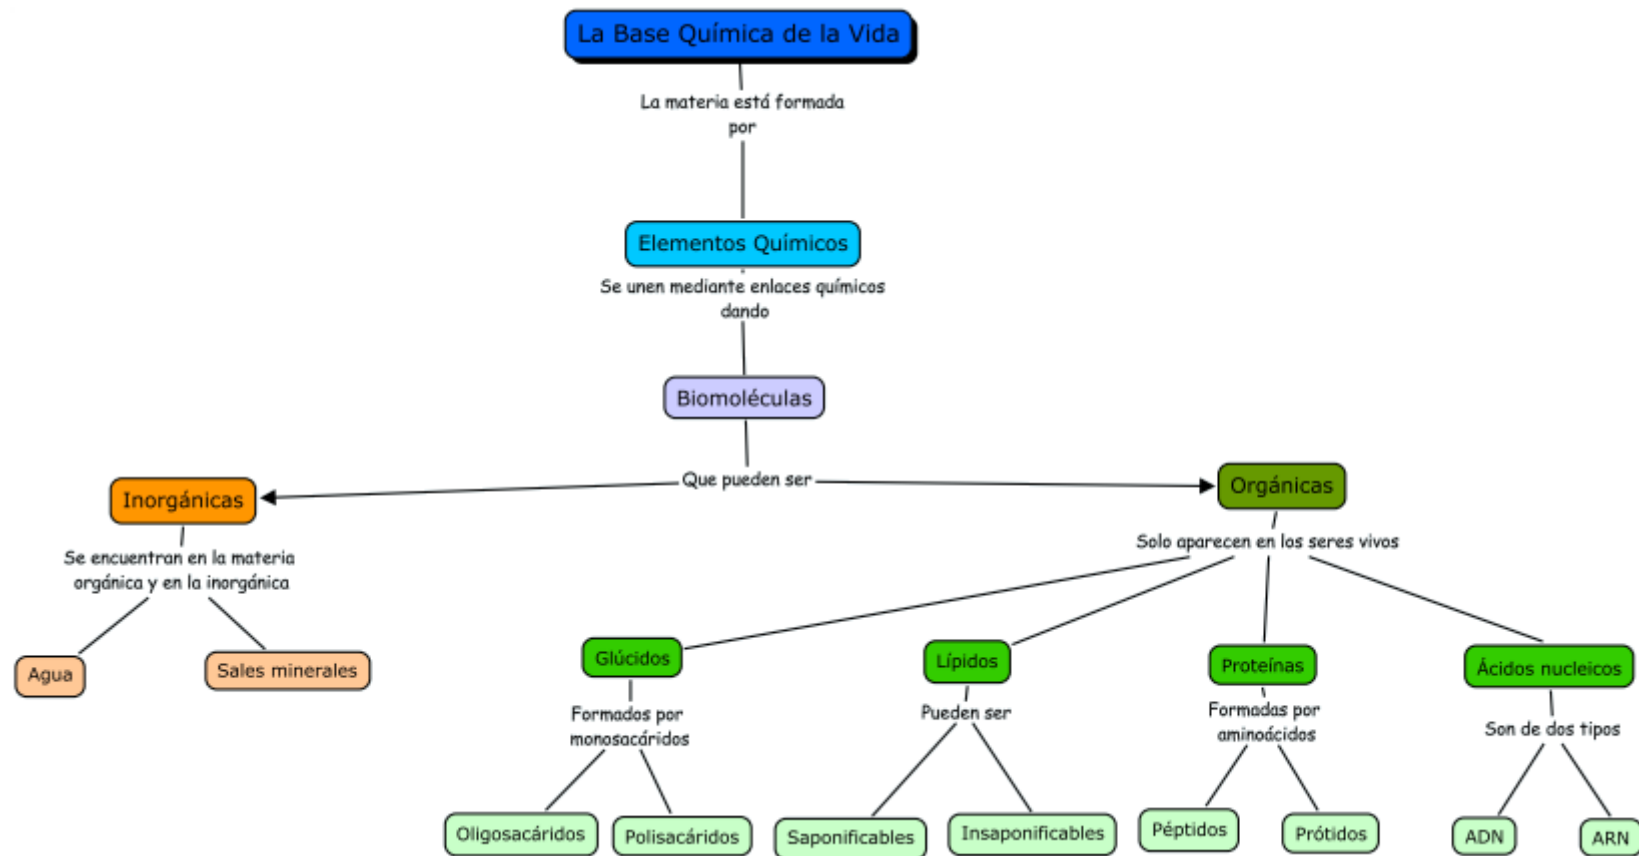 La Base Química de la Vida
La materia está formada
por
Elementos Químicos
Se unen mediante enlaces químicos
dando
Biomoléculas
Que pueden ser
Inorgánicas
Orgánicas
Se encuentran en la materia
orgánica y en la inorgánica
Solo aparecen en los seres vivos
Agua
Sales minerales
Glúcidos
Lípidos
Proteínas
Ácidos nucleicos
Formados por
monosacáridos
Pueden ser
Formadas por
aminoácidos
Son de dos tipos
Oligosacáridos
Polisacáridos
Saponificables
Insaponificables
Péptidos
Prótidos
ADN
ARN